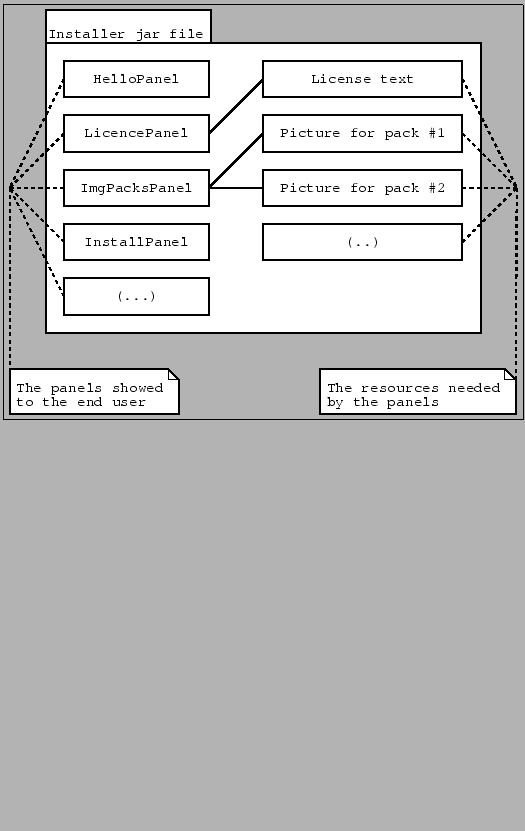 Installer jar file
HelloPanel
License text
LicencePanel
Picture for pack #1
ImgPacksPanel
Picture for pack #2
InstallPanel
(..)
(...)
The panels showed
to the end user
The resources needed
by the panels